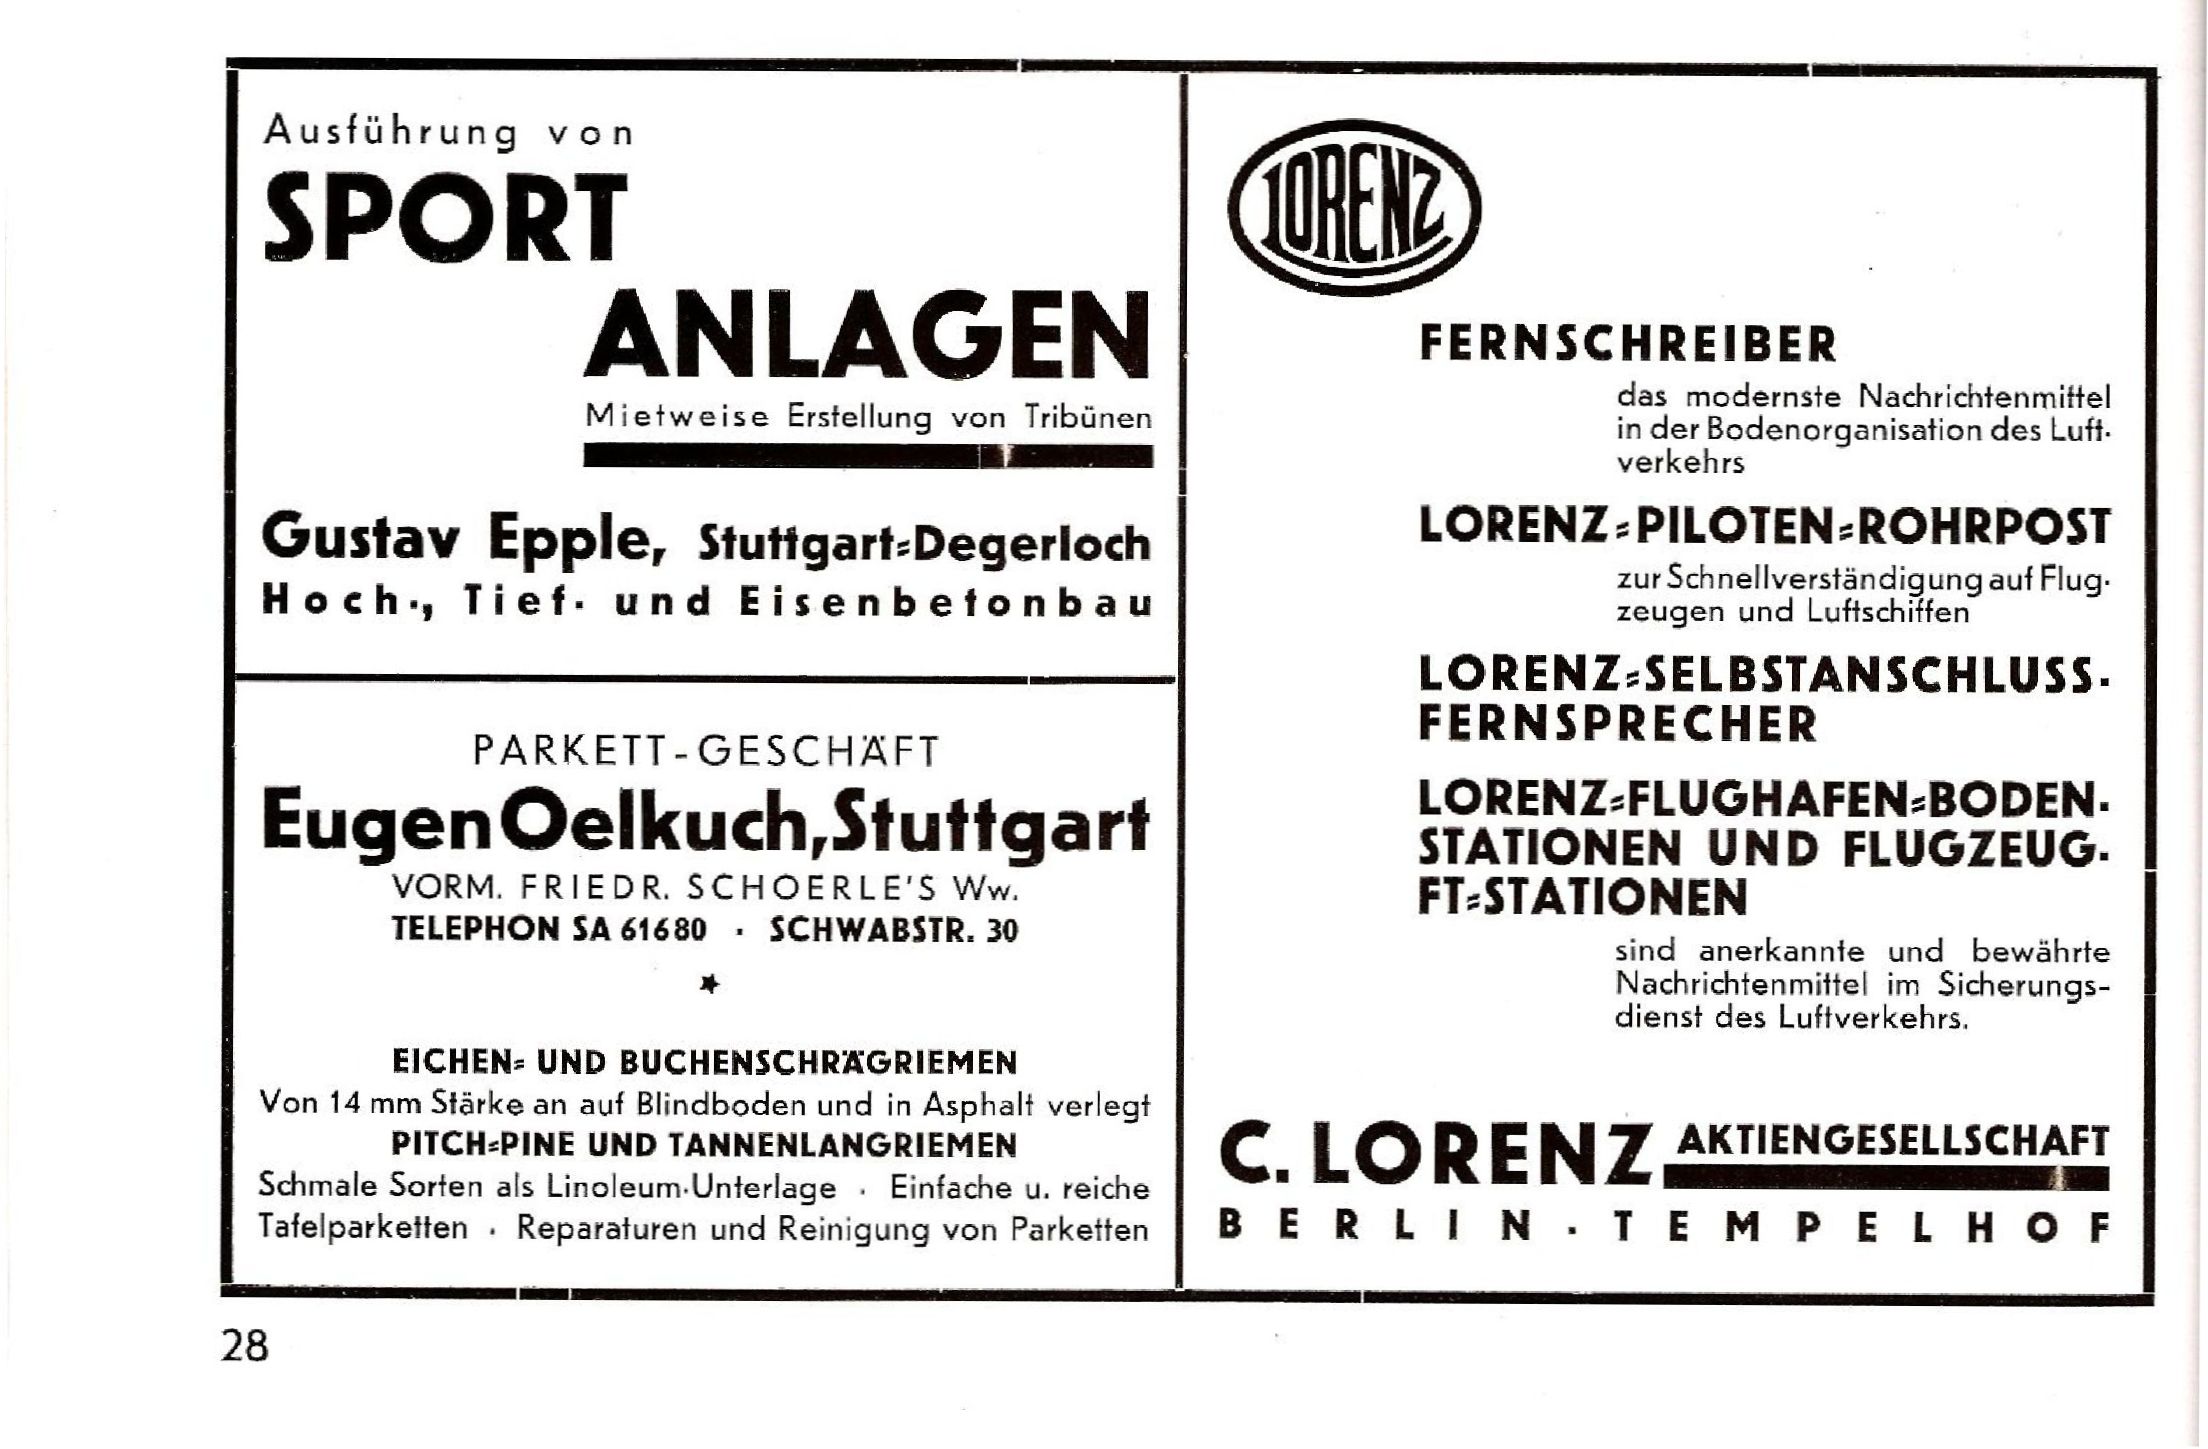 Ausführung von
SPORT
ANLAGEN
Mietweise Erstellung von Tribünen
Gustav Epple, Stuttgart-Degerloch
Hoch-, Tief- und Eisenbetonbau
PARKETT-GESCHÄFT
Eugen Oelkuch, Stuttgart
VORM. FRIEDR. SCHOERLE'S Ww.
TELEPHON SA 61680 · SCHWABSTR. 30
★
EICHEN- UND BUCHENSCHRÄGRIEMEN
Von 14 mm Stärke an auf Blindboden und in Asphalt verlegt
PITCH-PINE UND TANNENLANGRIEMEN
Schmale Sorten als Linoleum-Unterlage · Einfache u. reiche
Tafelparketten · Reparaturen und Reinigung von Parketten
LORENZ
FERNSCHREIBER
das modernste Nachrichtenmittel
in der Bodenorganisation des Luft-
verkehrs
LORENZ-PILOTEN-ROHRPOST
zur Schnellverständigung auf Flug-
zeugen und Luftschiffen
LORENZ-SELBSTANSCHLUSS-
FERNSPRECHER
LORENZ-FLUGHAFEN-BODEN-
STATIONEN UND FLUGZEUG-
FT-STATIONEN
sind anerkannte und bewährte
Nachrichtenmittel im Sicherungs-
dienst des Luftverkehrs.
C. LORENZ AKTIENGESELLSCHAFT
BERLIN · TEMPELHOF
28